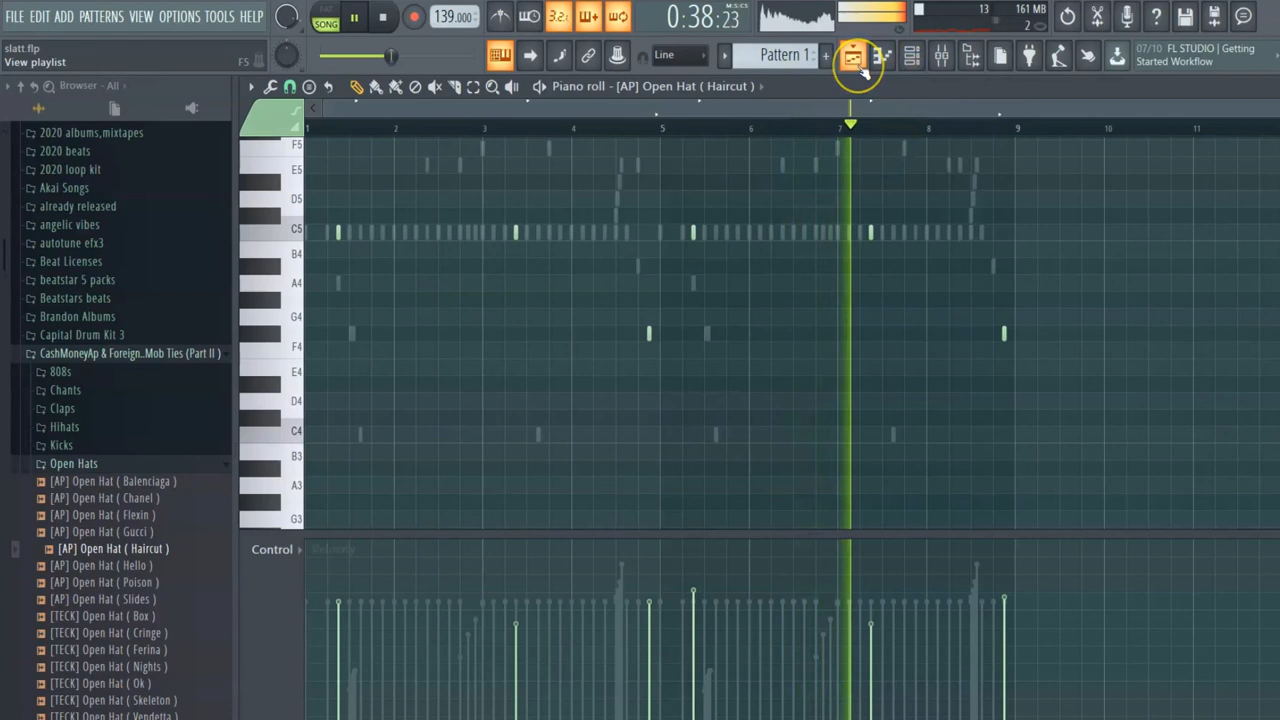 FILE EDIT ADD PATTERNS VIEW OPTIONS TOOLS HELP
PAT
SONG
139.000
3.2.
0:38:23
M:S:CS
13
161 MB
2
slatt.flp
View playlist
F5
Line
Pattern 1
07/10 FL STUDIO | Getting
Started Workflow
Browser - All
Piano roll - [AP] Open Hat ( Haircut )
1 2 3 4 5 6 7 8 9 10 11
2020 albums,mixtapes
2020 beats
2020 loop kit
Akai Songs
already released
angelic vibes
autotune efx3
Beat Licenses
beatstar 5 packs
Beatstars beats
Brandon Albums
Capital Drum Kit 3
CashMoneyAp & Foreign..Mob Ties (Part II )
808s
Chants
Claps
Hihats
Kicks
Open Hats
[AP] Open Hat ( Balenciaga )
[AP] Open Hat ( Chanel )
[AP] Open Hat ( Flexin )
[AP] Open Hat ( Gucci )
[AP] Open Hat ( Haircut )
[AP] Open Hat ( Hello )
[AP] Open Hat ( Poison )
[AP] Open Hat ( Slides )
[TECK] Open Hat ( Box )
[TECK] Open Hat ( Cringe )
[TECK] Open Hat ( Ferina )
[TECK] Open Hat ( Nights )
[TECK] Open Hat ( Ok )
[TECK] Open Hat ( Skeleton )
[TECK] Open Hat ( Vendetta )
F5
E5
D5
C5
B4
A4
G4
F4
E4
D4
C4
B3
A3
G3
Control
Velocity